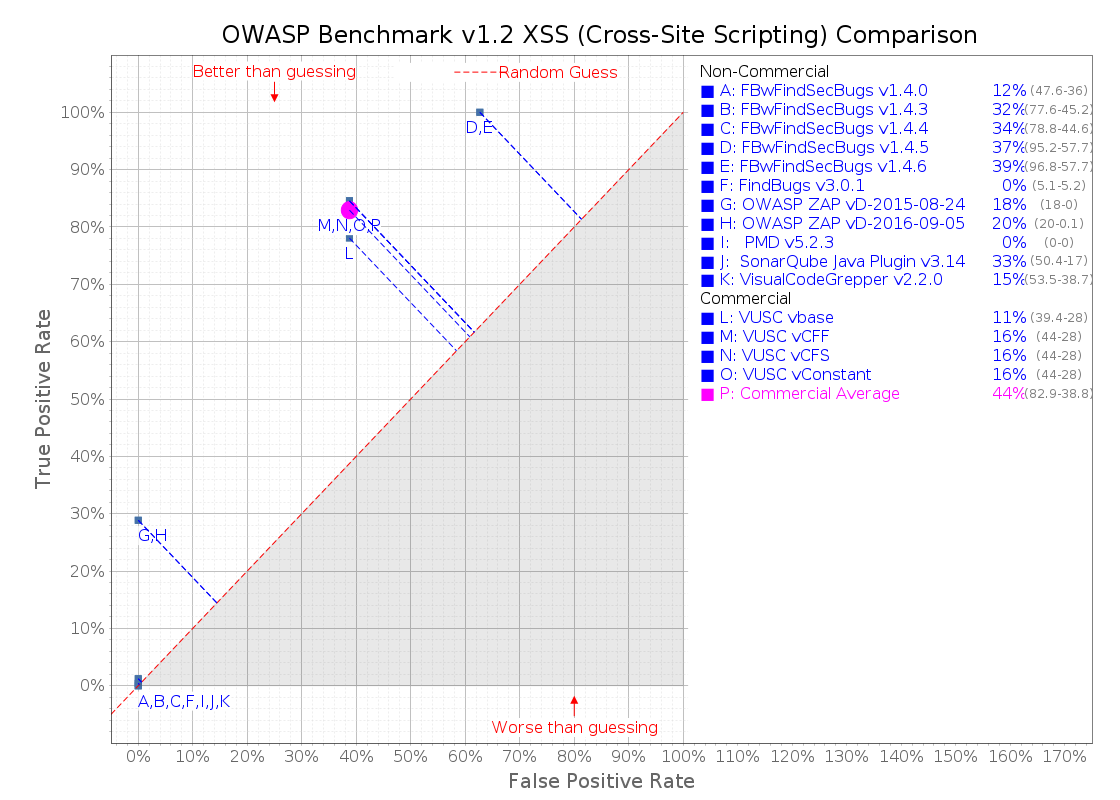 OWASP Benchmark v1.2 XSS (Cross-Site Scripting) Comparison
Better than guessing
Random Guess
Non-Commercial
A: FBwFindSecBugs v1.4.0 12% (47.6-36)
B: FBwFindSecBugs v1.4.3 32% (77.6-45.2)
C: FBwFindSecBugs v1.4.4 34% (78.8-44.6)
D: FBwFindSecBugs v1.4.5 37% (95.2-57.7)
E: FBwFindSecBugs v1.4.6 39% (96.8-57.7)
F: FindBugs v3.0.1 0% (5.1-5.2)
G: OWASP ZAP vD-2015-08-24 18% (18-0)
H: OWASP ZAP vD-2016-09-05 20% (20-0.1)
I: PMD v5.2.3 0% (0-0)
J: SonarQube Java Plugin v3.14 33% (50.4-17)
K: VisualCodeGrepper v2.2.0 15% (53.5-38.7)
Commercial
L: VUSC vbase 11% (39.4-28)
M: VUSC vCFF 16% (44-28)
N: VUSC vCFS 16% (44-28)
O: VUSC vConstant 16% (44-28)
P: Commercial Average 44% (82.9-38.8)
True Positive Rate
100%
90%
80%
70%
60%
50%
40%
30%
20%
10%
0%
D,E
M,N,O,P
L
G,H
A,B,C,F,I,J,K
Worse than guessing
0% 10% 20% 30% 40% 50% 60% 70% 80% 90% 100% 110% 120% 130% 140% 150% 160% 170%
False Positive Rate